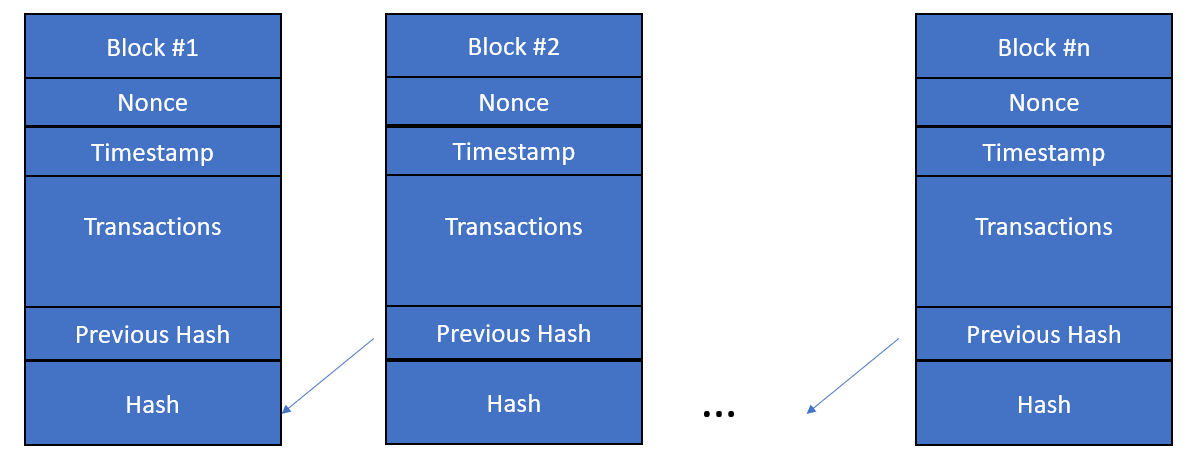 Block #1
Nonce
Timestamp
Transactions
Previous Hash
Hash
Block #2
Nonce
Timestamp
Transactions
Previous Hash
Hash
...
Block #n
Nonce
Timestamp
Transactions
Previous Hash
Hash